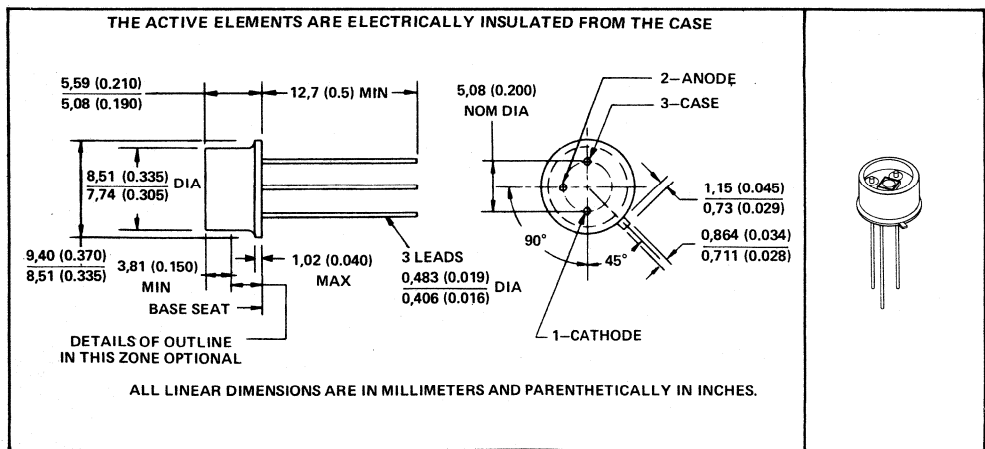 THE ACTIVE ELEMENTS ARE ELECTRICALLY INSULATED FROM THE CASE
5,59 (0.210)
5,08 (0.190)
12,7 (0.5) MIN
5,08 (0.200)
NOM DIA
2–ANODE
3–CASE
8,51 (0.335)
7,74 (0.305)
DIA
1,15 (0.045)
0,73 (0.029)
0,864 (0.034)
0,711 (0.028)
90°
45°
9,40 (0.370)
8,51 (0.335)
3,81 (0.150)
MIN
1,02 (0.040)
MAX
3 LEADS
0,483 (0.019)
0,406 (0.016)
DIA
BASE SEAT
1–CATHODE
DETAILS OF OUTLINE
IN THIS ZONE OPTIONAL
ALL LINEAR DIMENSIONS ARE IN MILLIMETERS AND PARENTHETICALLY IN INCHES.